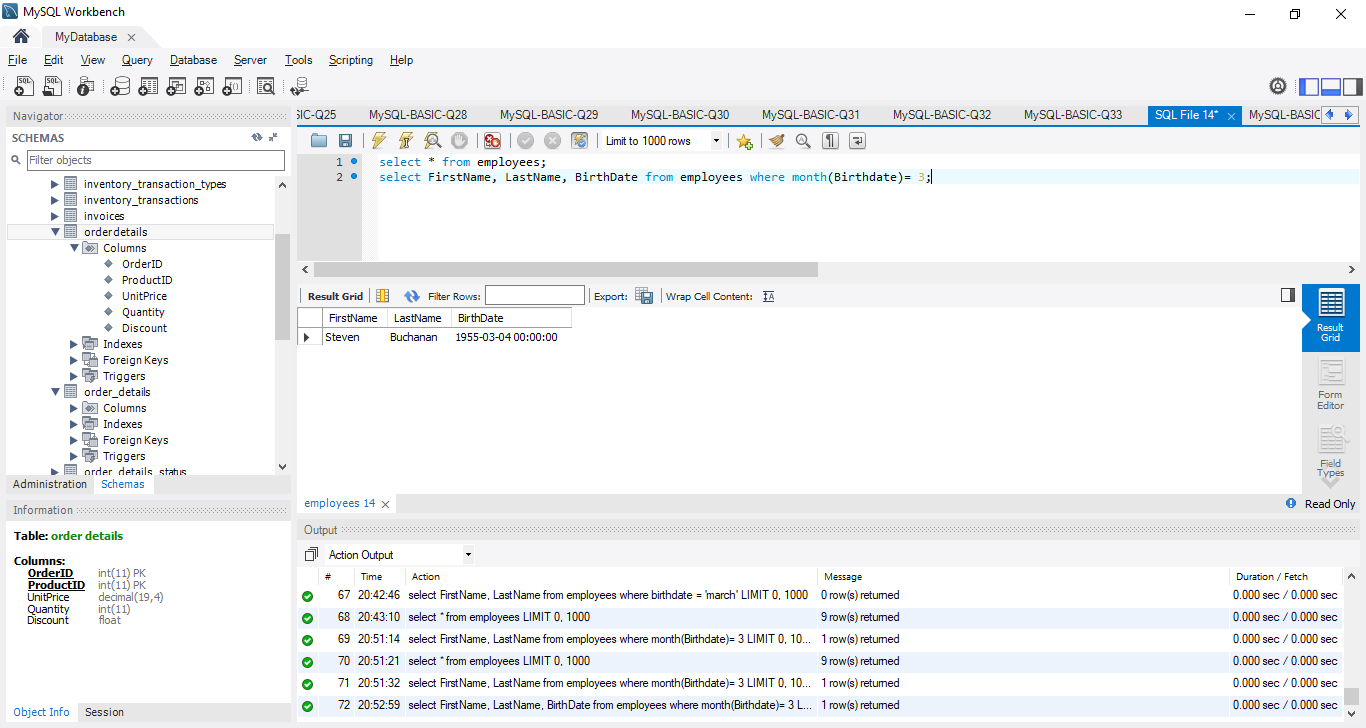 MySQL Workbench
MyDatabase
File Edit View Query Database Server Tools Scripting Help
Navigator
SCHEMAS
Filter objects
inventory_transaction_types
inventory_transactions
invoices
order details
Columns
OrderID
ProductID
UnitPrice
Quantity
Discount
Indexes
Foreign Keys
Triggers
order_details
Columns
Indexes
Foreign Keys
Triggers
order_details_status
Administration Schemas
Information
Table: order details
Columns:
OrderID int(11) PK
ProductID int(11) PK
UnitPrice decimal(19,4)
Quantity int(11)
Discount float
Object Info Session
SIC-Q25 MySQL-BASIC-Q28 MySQL-BASIC-Q29 MySQL-BASIC-Q30 MySQL-BASIC-Q31 MySQL-BASIC-Q32 MySQL-BASIC-Q33 SQL File 14* MySQL-BASIC
Limit to 1000 rows
1 select * from employees;
2 select FirstName, LastName, BirthDate from employees where month(Birthdate)= 3;
Result Grid Filter Rows: Export: Wrap Cell Content:
FirstName LastName BirthDate
Steven Buchanan 1955-03-04 00:00:00
Result
Grid
Form
Editor
Field
Types
employees 14
Read Only
Output
Action Output
# Time Action Message Duration / Fetch
67 20:42:46 select FirstName, LastName from employees where birthdate = 'march' LIMIT 0, 1000 0 row(s) returned 0.000 sec / 0.000 sec
68 20:43:10 select * from employees LIMIT 0, 1000 9 row(s) returned 0.000 sec / 0.000 sec
69 20:51:14 select FirstName, LastName from employees where month(Birthdate)= 3 LIMIT 0, 10... 1 row(s) returned 0.000 sec / 0.000 sec
70 20:51:21 select * from employees LIMIT 0, 1000 9 row(s) returned 0.000 sec / 0.000 sec
71 20:51:32 select FirstName, LastName from employees where month(Birthdate)= 3 LIMIT 0, 10... 1 row(s) returned 0.000 sec / 0.000 sec
72 20:52:59 select FirstName, LastName, BirthDate from employees where month(Birthdate)= 3 L... 1 row(s) returned 0.000 sec / 0.000 sec